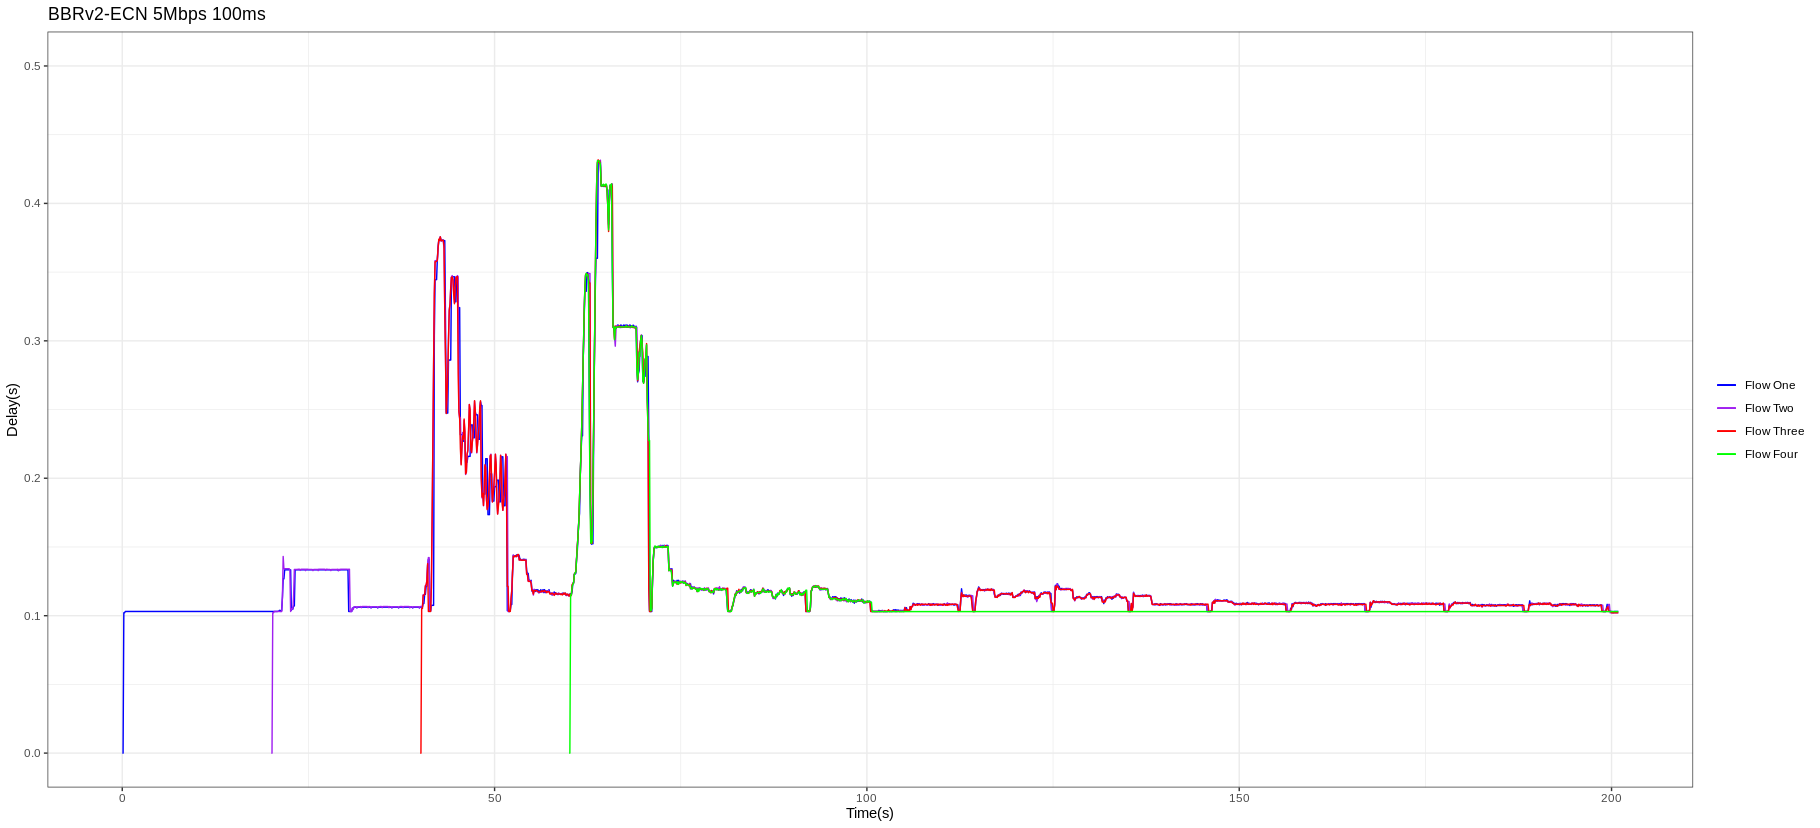 BBRv2-ECN 5Mbps 100ms
Delay(s)
0.5
0.4
0.3
0.2
0.1
0.0
0 50 100 150 200
Time(s)
Flow One
Flow Two
Flow Three
Flow Four